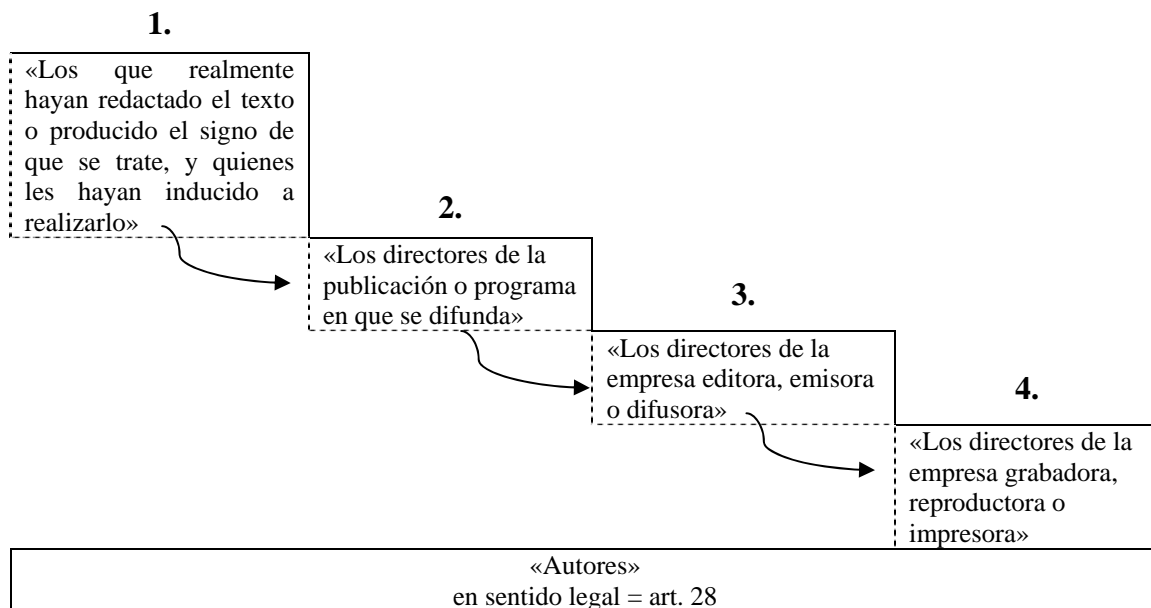 1.
«Los que realmente
hayan redactado el texto
o producido el signo de
que se trate, y quienes
les hayan inducido a
realizarlo»
2.
«Los directores de la
publicación o programa
en que se difunda»
3.
«Los directores de la
empresa editora, emisora
o difusora»
4.
«Los directores de la
empresa grabadora,
reproductora o
impresora»
«Autores»
en sentido legal = art. 28